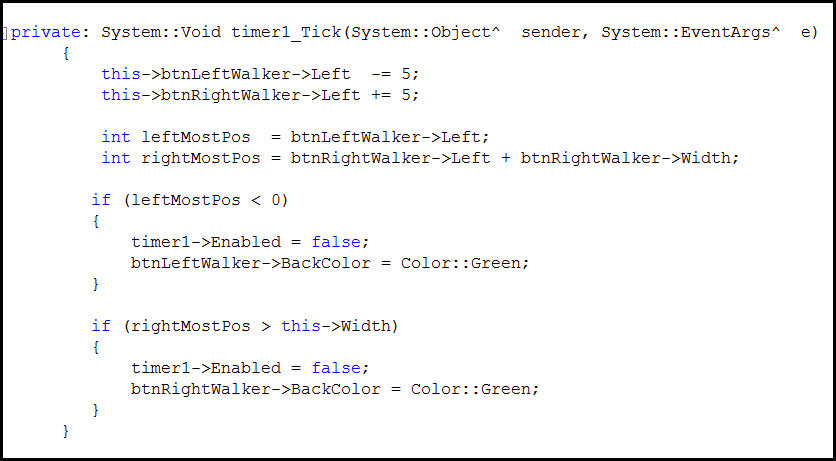 private: System::Void timer1_Tick(System::Object^  sender, System::EventArgs^  e)
{
this->btnLeftWalker->Left  -= 5;
this->btnRightWalker->Left += 5;
int leftMostPos  = btnLeftWalker->Left;
int rightMostPos = btnRightWalker->Left + btnRightWalker->Width;
if (leftMostPos < 0)
{
timer1->Enabled = false;
btnLeftWalker->BackColor = Color::Green;
}
if (rightMostPos > this->Width)
{
timer1->Enabled = false;
btnRightWalker->BackColor = Color::Green;
}
}